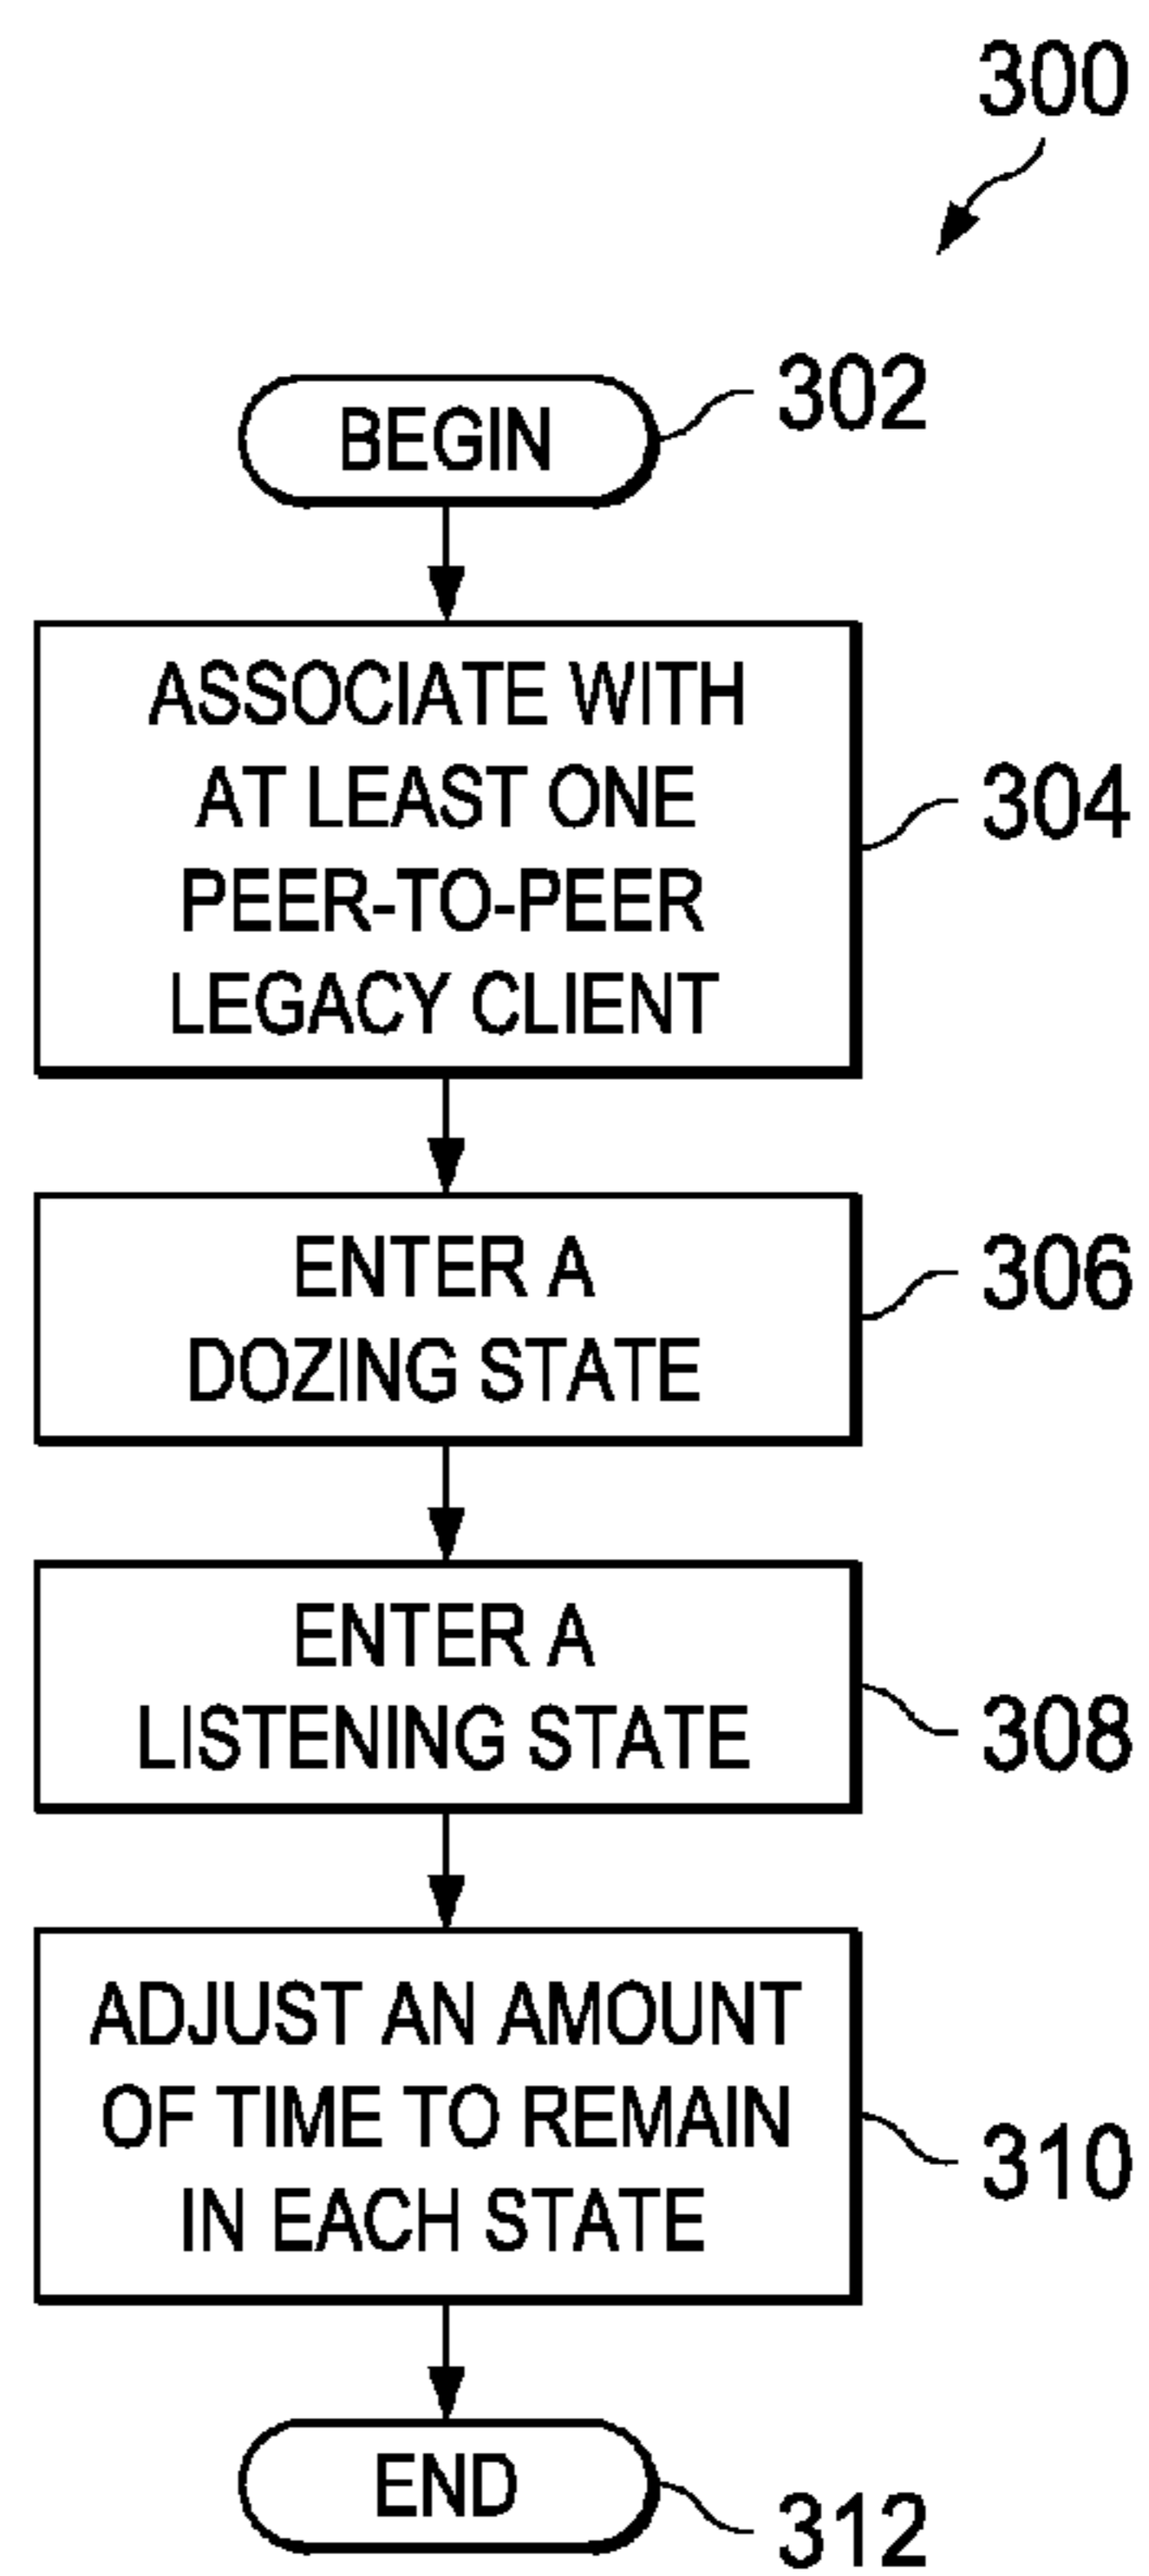 300
BEGIN
302
ASSOCIATE WITH
AT LEAST ONE
PEER-TO-PEER
LEGACY CLIENT
304
ENTER A
DOZING STATE
306
ENTER A
LISTENING STATE
308
ADJUST AN AMOUNT
OF TIME TO REMAIN
IN EACH STATE
310
END
312